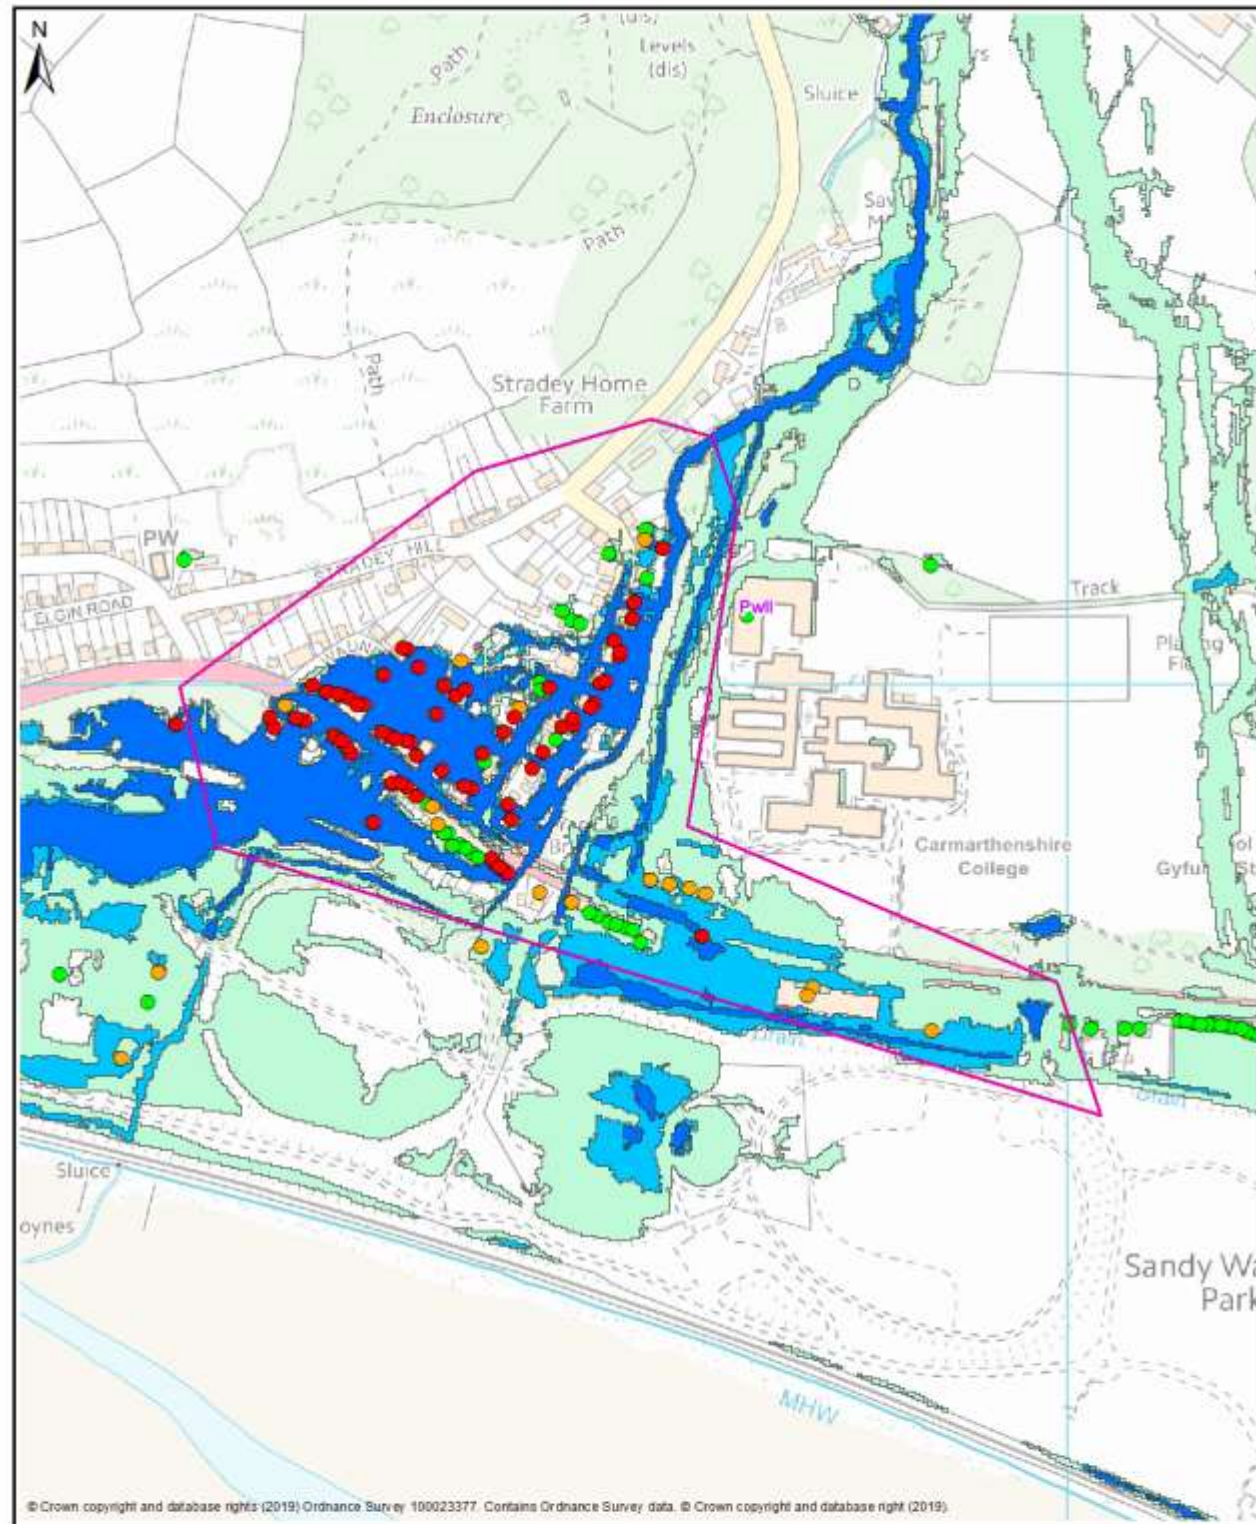 N
(dis)
Levels
(dis)
Path
Enclosure
Sluice
Path
Path
Stradey Home
Farm
D
PW
STRADEY HILL
ELGIN ROAD
Track
Pwll
Carmarthenshire
College
Drain
Drain
Sluice
oynes
Sandy Wa
Park
MHW
© Crown copyright and database rights (2019) Ordnance Survey 100023377. Contains Ordnance Survey data. © Crown copyright and database right (2019).